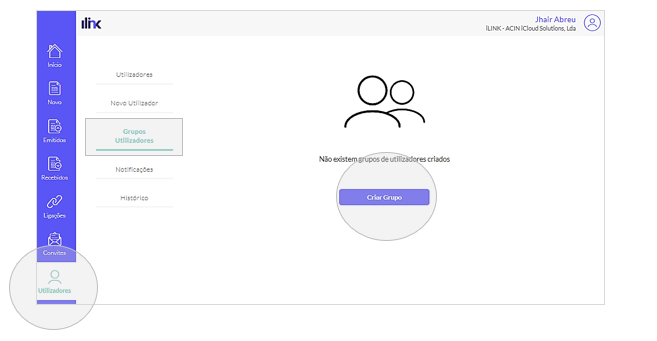 ilink
Jhair Abreu
iLINK - ACIN iCloud Solutions, Lda
Início
Novo
Emitidos
Recebidos
Ligações
Convites
Utilizadores
Utilizadores
Novo Utilizador
Grupos
Utilizadores
Notificações
Histórico
Não existem grupos de utilizadores criados
Criar Grupo